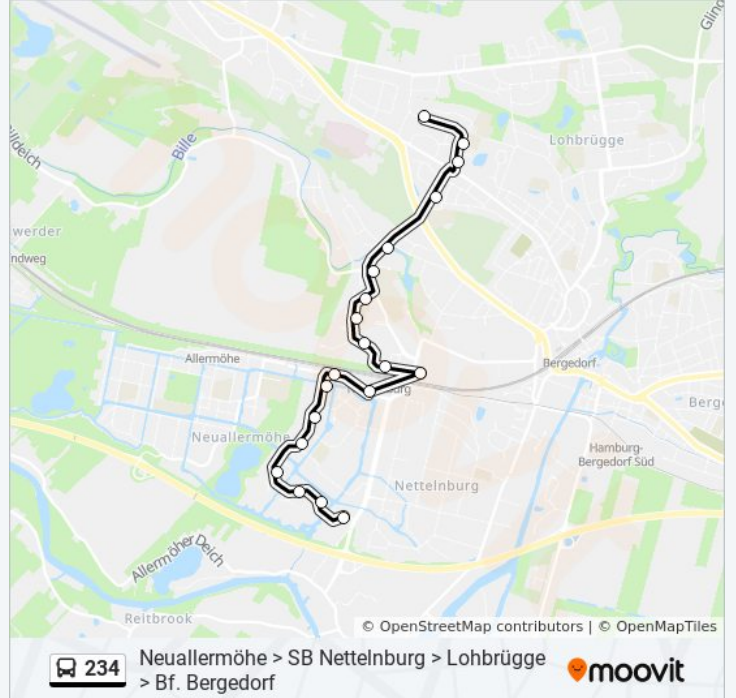 Glind
Lohbrügge
Bille
werder
ndweg
Allermöhe
Bergedorf
burg
Neuallermöhe
Hamburg-
Bergedorf Süd
Nettelnburg
Allermöher Deich
Reitbrook
© OpenStreetMap contributors | © OpenMapTiles
234
Neuallermöhe > SB Nettelnburg > Lohbrügge
> Bf. Bergedorf
moovit